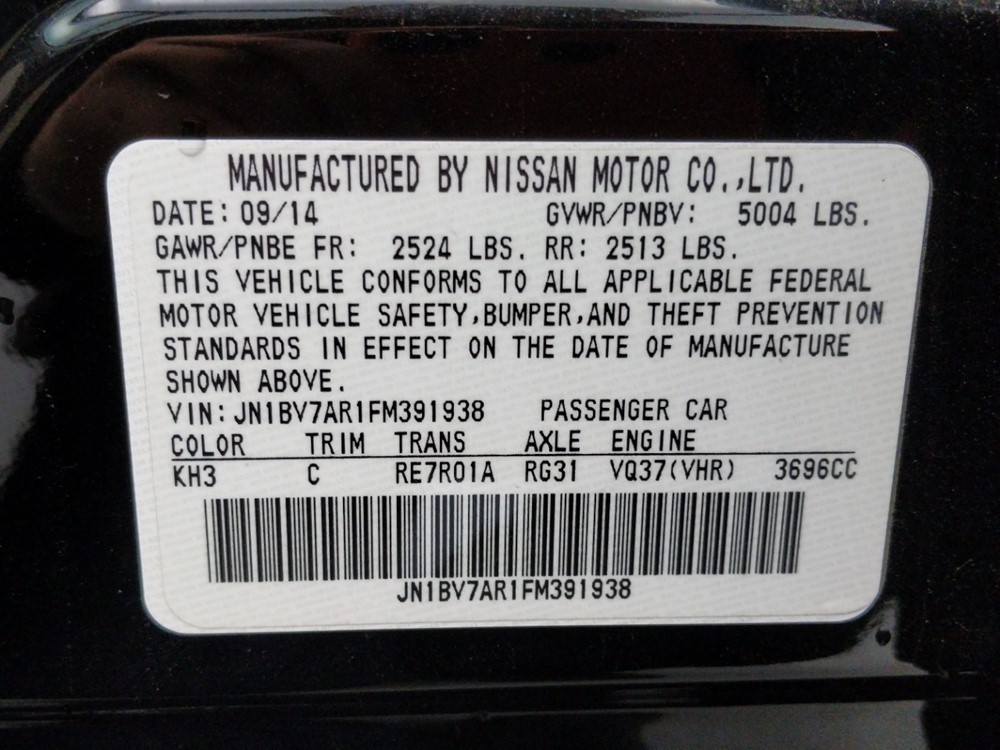 MANUFACTURED BY NISSAN MOTOR CO.,LTD.
DATE: 09/14 GVWR/PNBV: 5004 LBS.
GAWR/PNBE FR: 2524 LBS. RR: 2513 LBS.
THIS VEHICLE CONFORMS TO ALL APPLICABLE FEDERAL
MOTOR VEHICLE SAFETY,BUMPER,AND THEFT PREVENTION
STANDARDS IN EFFECT ON THE DATE OF MANUFACTURE
SHOWN ABOVE.
VIN:JN1BV7AR1FM391938 PASSENGER CAR
COLOR TRIM TRANS AXLE ENGINE
KH3 C RE7R01A RG31 VQ37(VHR) 3696CC
JN1BV7AR1FM391938